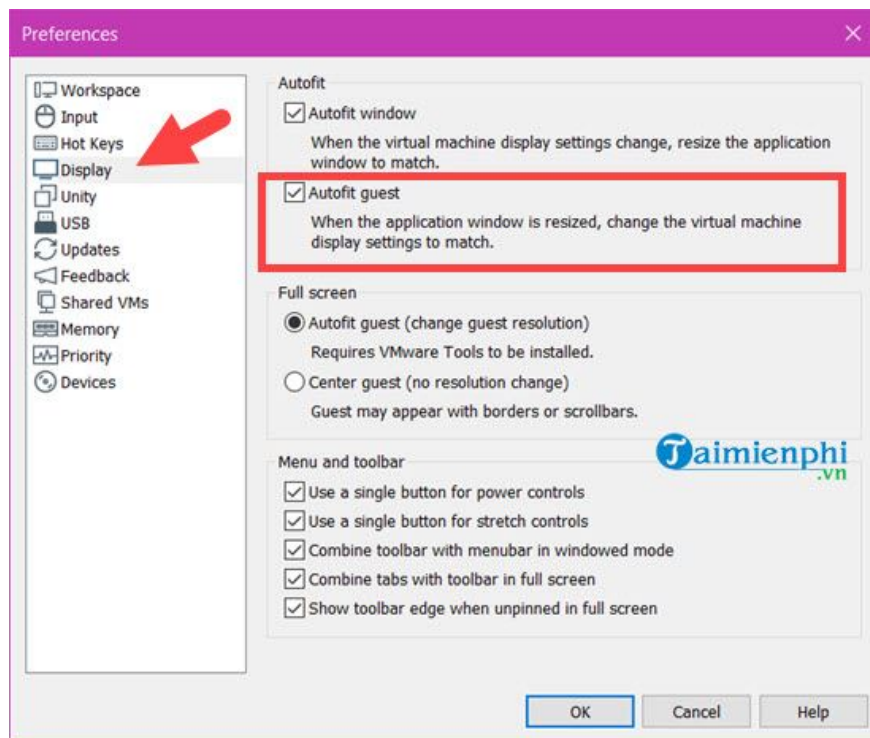 Preferences
Workspace
Input
Hot Keys
Display
Unity
USB
Updates
Feedback
Shared VMs
Memory
Priority
Devices
Autofit
Autofit window
When the virtual machine display settings change, resize the application
window to match.
Autofit guest
When the application window is resized, change the virtual machine
display settings to match.
Full screen
Autofit guest (change guest resolution)
Requires VMware Tools to be installed.
Center guest (no resolution change)
Guest may appear with borders or scrollbars.
Taimienphi
.vn
Menu and toolbar
Use a single button for power controls
Use a single button for stretch controls
Combine toolbar with menubar in windowed mode
Combine tabs with toolbar in full screen
Show toolbar edge when unpinned in full screen
OK
Cancel
Help